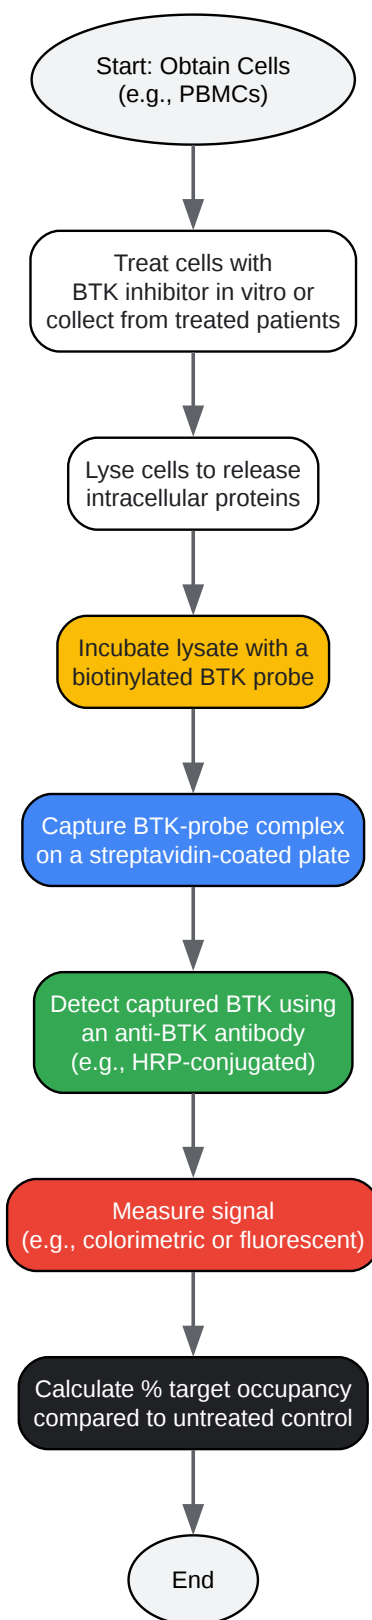 Start: Obtain Cells
(e.g., PBMCs)
Treat cells with
BTK inhibitor in vitro or
collect from treated patients
Lyse cells to release
intracellular proteins
Incubate lysate with a
biotinylated BTK probe
Capture BTK-probe complex
on a streptavidin-coated plate
Detect captured BTK using
an anti-BTK antibody
(e.g., HRP-conjugated)
Measure signal
(e.g., colorimetric or fluorescent)
Calculate % target occupancy
compared to untreated control
End